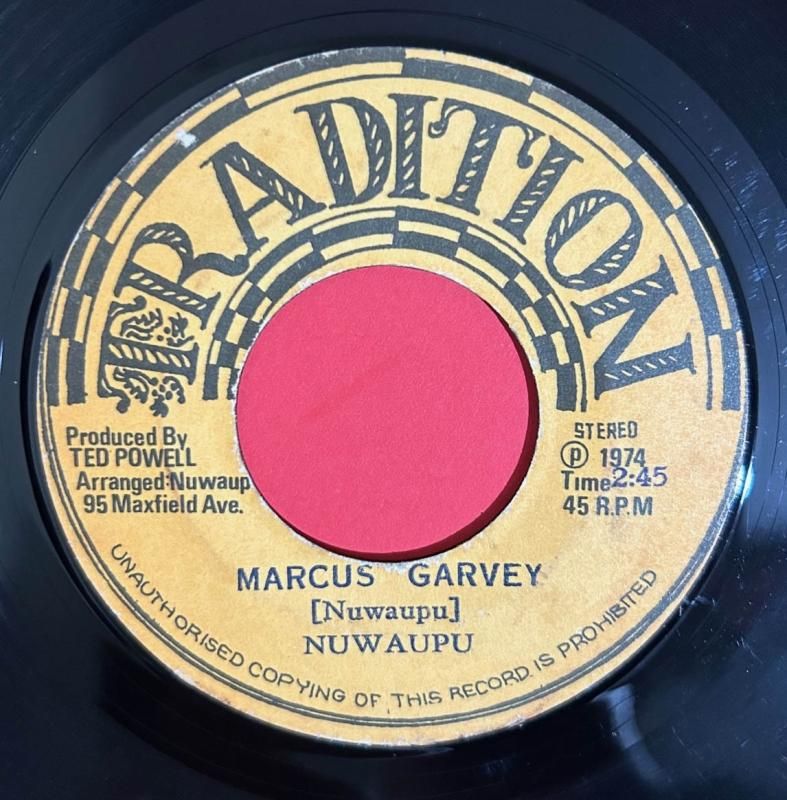 TRADITION
Produced By
TED POWELL
Arranged:Nuwaup
95 Maxfield Ave.
STEREO
Ⓟ 1974
Time 2:45
45 R.P.M
MARCUS GARVEY
[Nuwaupu]
NUWAUPU
UNAUTHORISED COPYING OF THIS RECORD IS PROHIBITED